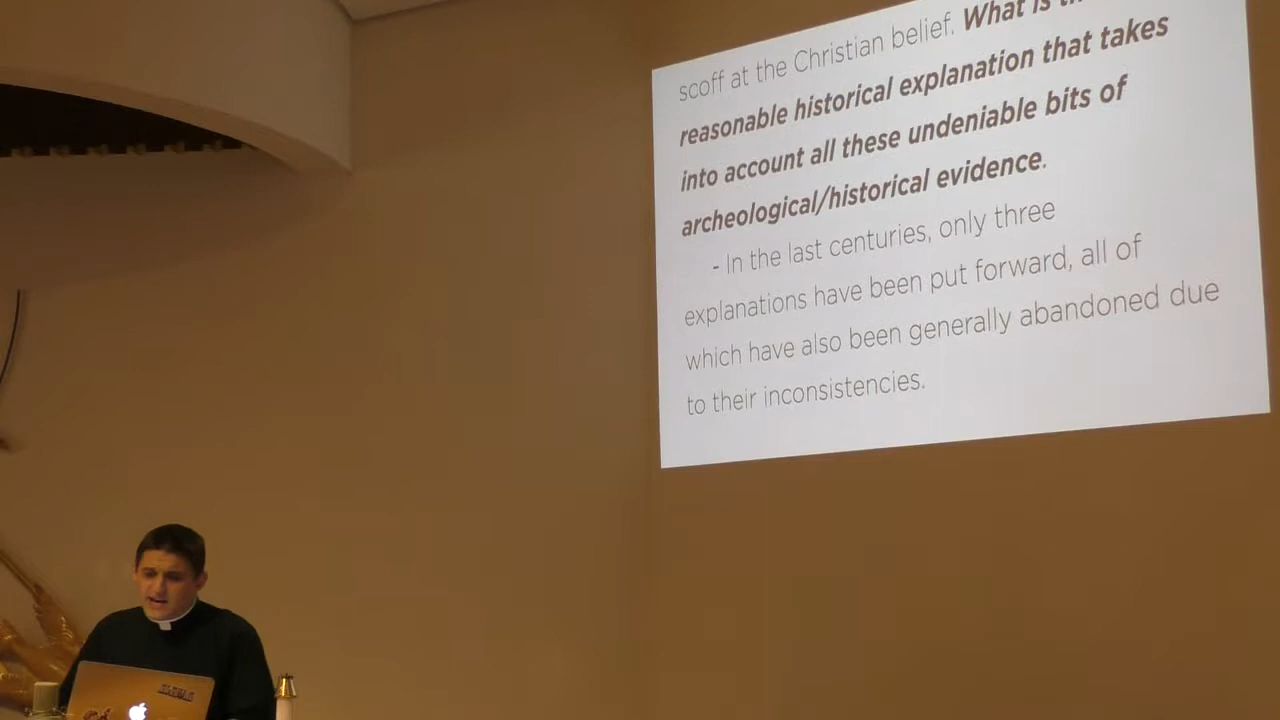 scoff at the Christian belief. What is
reasonable historical explanation that takes
into account all these undeniable bits of
archeological/historical evidence.
- In the last centuries, only three
explanations have been put forward, all of
which have also been generally abandoned due
to their inconsistencies.